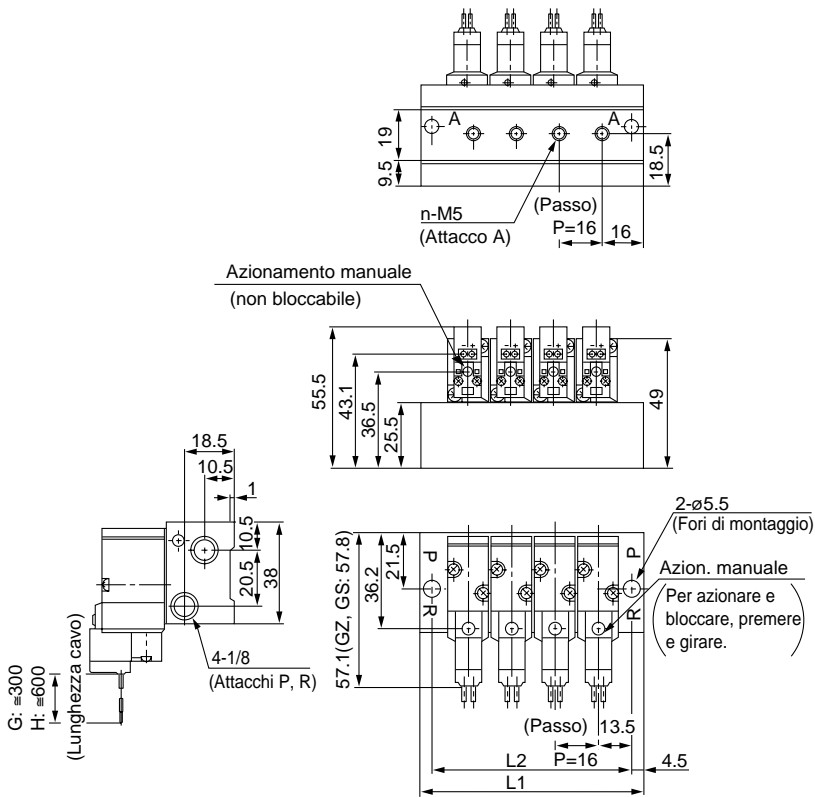 A
A
19
9.5
18.5
n-M5
(Attacco A)
(Passo)
P=16
16
Azionamento manuale
(non bloccabile)
- +
- +
- +
- +
55.5
43.1
36.5
25.5
49
18.5
10.5
1
10.5
20.5
38
4-1/8
(Attacchi P, R)
G: ≅300
H: ≅600
(Lunghezza cavo)
57.1(GZ, GS: 57.8)
36.2
21.5
P
R
P
R
2-ø5.5
(Fori di montaggio)
Azion. manuale
(Per azionare e
bloccare, premere
e girare.)
(Passo)
P=16
13.5
L2
4.5
L1